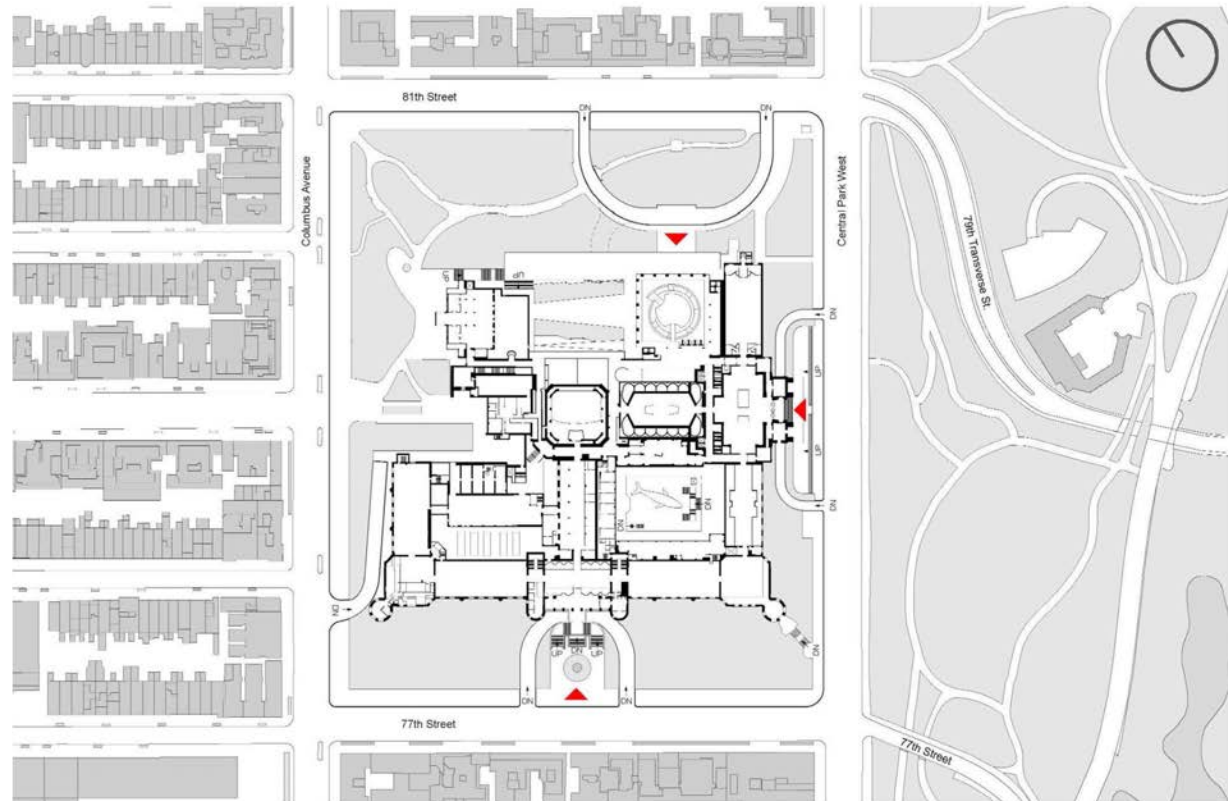 81th Street
DN
DN
Columbus Avenue
Central Park West
79th Transverse St.
UP
UP
DN
UP
UP
DN
DN
DN
DN
DN
UP
DN
UP
DN
DN
77th Street
77th Street